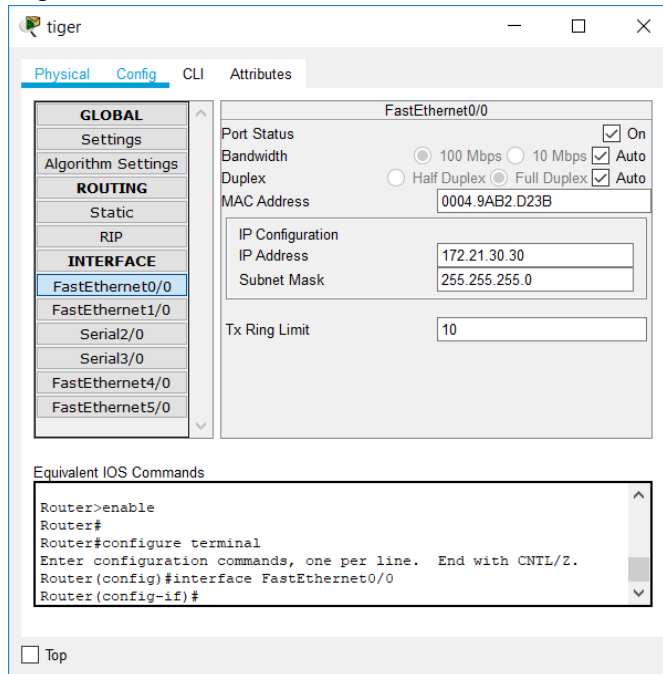 tiger
Physical Config CLI Attributes
GLOBAL
Settings
Algorithm Settings
ROUTING
Static
RIP
INTERFACE
FastEthernet0/0
FastEthernet1/0
Serial2/0
Serial3/0
FastEthernet4/0
FastEthernet5/0
FastEthernet0/0
Port Status On
Bandwidth 100 Mbps 10 Mbps Auto
Duplex Half Duplex Full Duplex Auto
MAC Address 0004.9AB2.D23B
IP Configuration
IP Address 172.21.30.30
Subnet Mask 255.255.255.0
Tx Ring Limit 10
Equivalent IOS Commands
Router>enable
Router#
Router#configure terminal
Enter configuration commands, one per line. End with CNTL/Z.
Router(config)#interface FastEthernet0/0
Router(config-if)#
Top